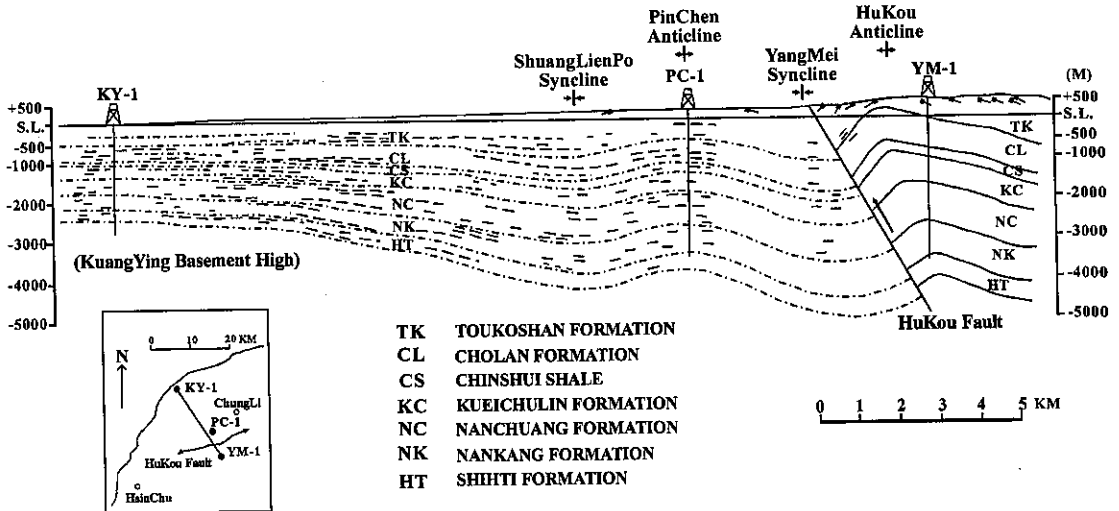 PinChen
Anticline
HuKou
Anticline
ShuangLienPo
Syncline
YangMei
Syncline
KY-1
PC-1
YM-1
(M)
+500
S.L.
-500
-1000
-2000
-3000
-4000
-5000
+500
S.L.
-500
-1000
-2000
-3000
-4000
-5000
TK
CL
CS
KC
NC
NK
HT
TK
CL
CS
KC
NC
NK
HT
(KuangYing Basement High)
HuKou Fault
0 10 20 KM
N
KY-1
ChungLi
PC-1
YM-1
HuKou Fault
HsinChu
TK TOUKOSHAN FORMATION
CL CHOLAN FORMATION
CS CHINSHUI SHALE
KC KUEICHULIN FORMATION
NC NANCHUANG FORMATION
NK NANKANG FORMATION
HT SHIHTI FORMATION
0 1 2 3 4 5 KM